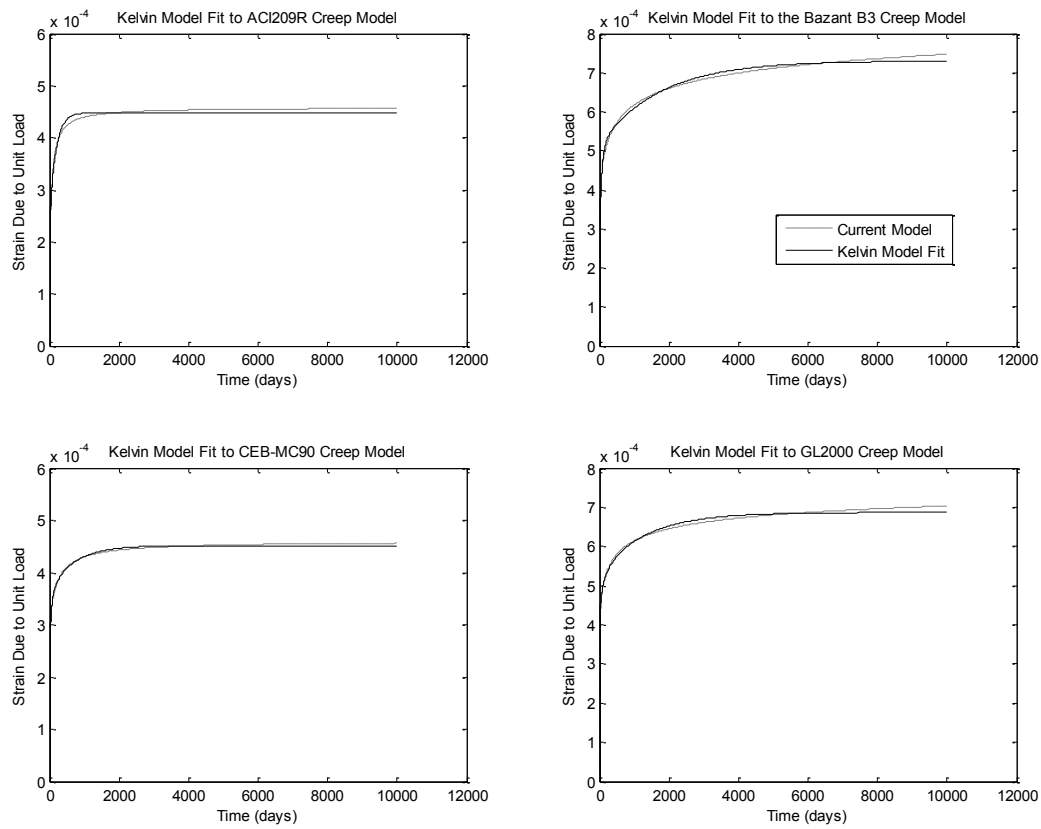 Kelvin Model Fit to ACI209R Creep Model
x 10^-4
6
5
4
3
2
1
0
Strain Due to Unit Load
0 2000 4000 6000 8000 10000 12000
Time (days)
Kelvin Model Fit to the Bazant B3 Creep Model
x 10^-4
8
7
6
5
4
3
2
1
0
Strain Due to Unit Load
Current Model
Kelvin Model Fit
0 2000 4000 6000 8000 10000 12000
Time (days)
Kelvin Model Fit to CEB-MC90 Creep Model
x 10^-4
6
5
4
3
2
1
0
Strain Due to Unit Load
0 2000 4000 6000 8000 10000 12000
Time (days)
Kelvin Model Fit to GL2000 Creep Model
x 10^-4
8
7
6
5
4
3
2
1
0
Strain Due to Unit Load
0 2000 4000 6000 8000 10000 12000
Time (days)